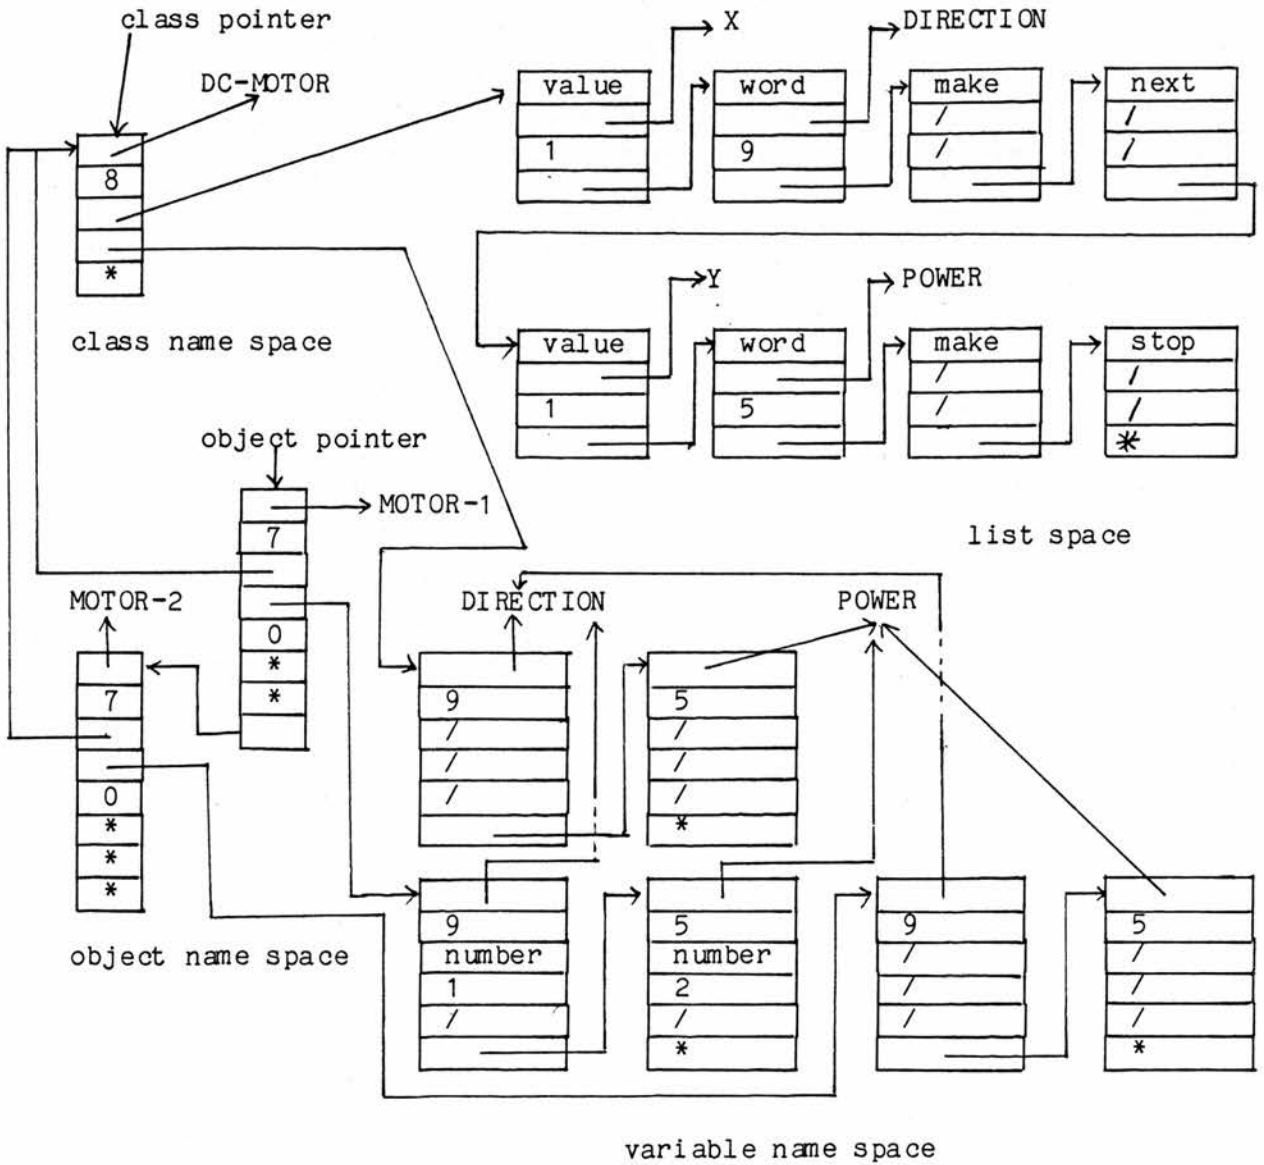 class pointer
X
DIRECTION
DC-MOTOR
value
word
make
next
/
/
1
9
/
/
8
*
Y
POWER
class name space
value
word
make
stop
/
/
1
5
/
/
*
object pointer
MOTOR-1
7
list space
MOTOR-2
DIRECTION
POWER
0
*
7
*
9
5
/
/
/
/
0
/
/
*
*
*
*
9
5
9
5
object name space
number
number
/
/
1
2
/
/
/
/
/
/
*
*
variable name space